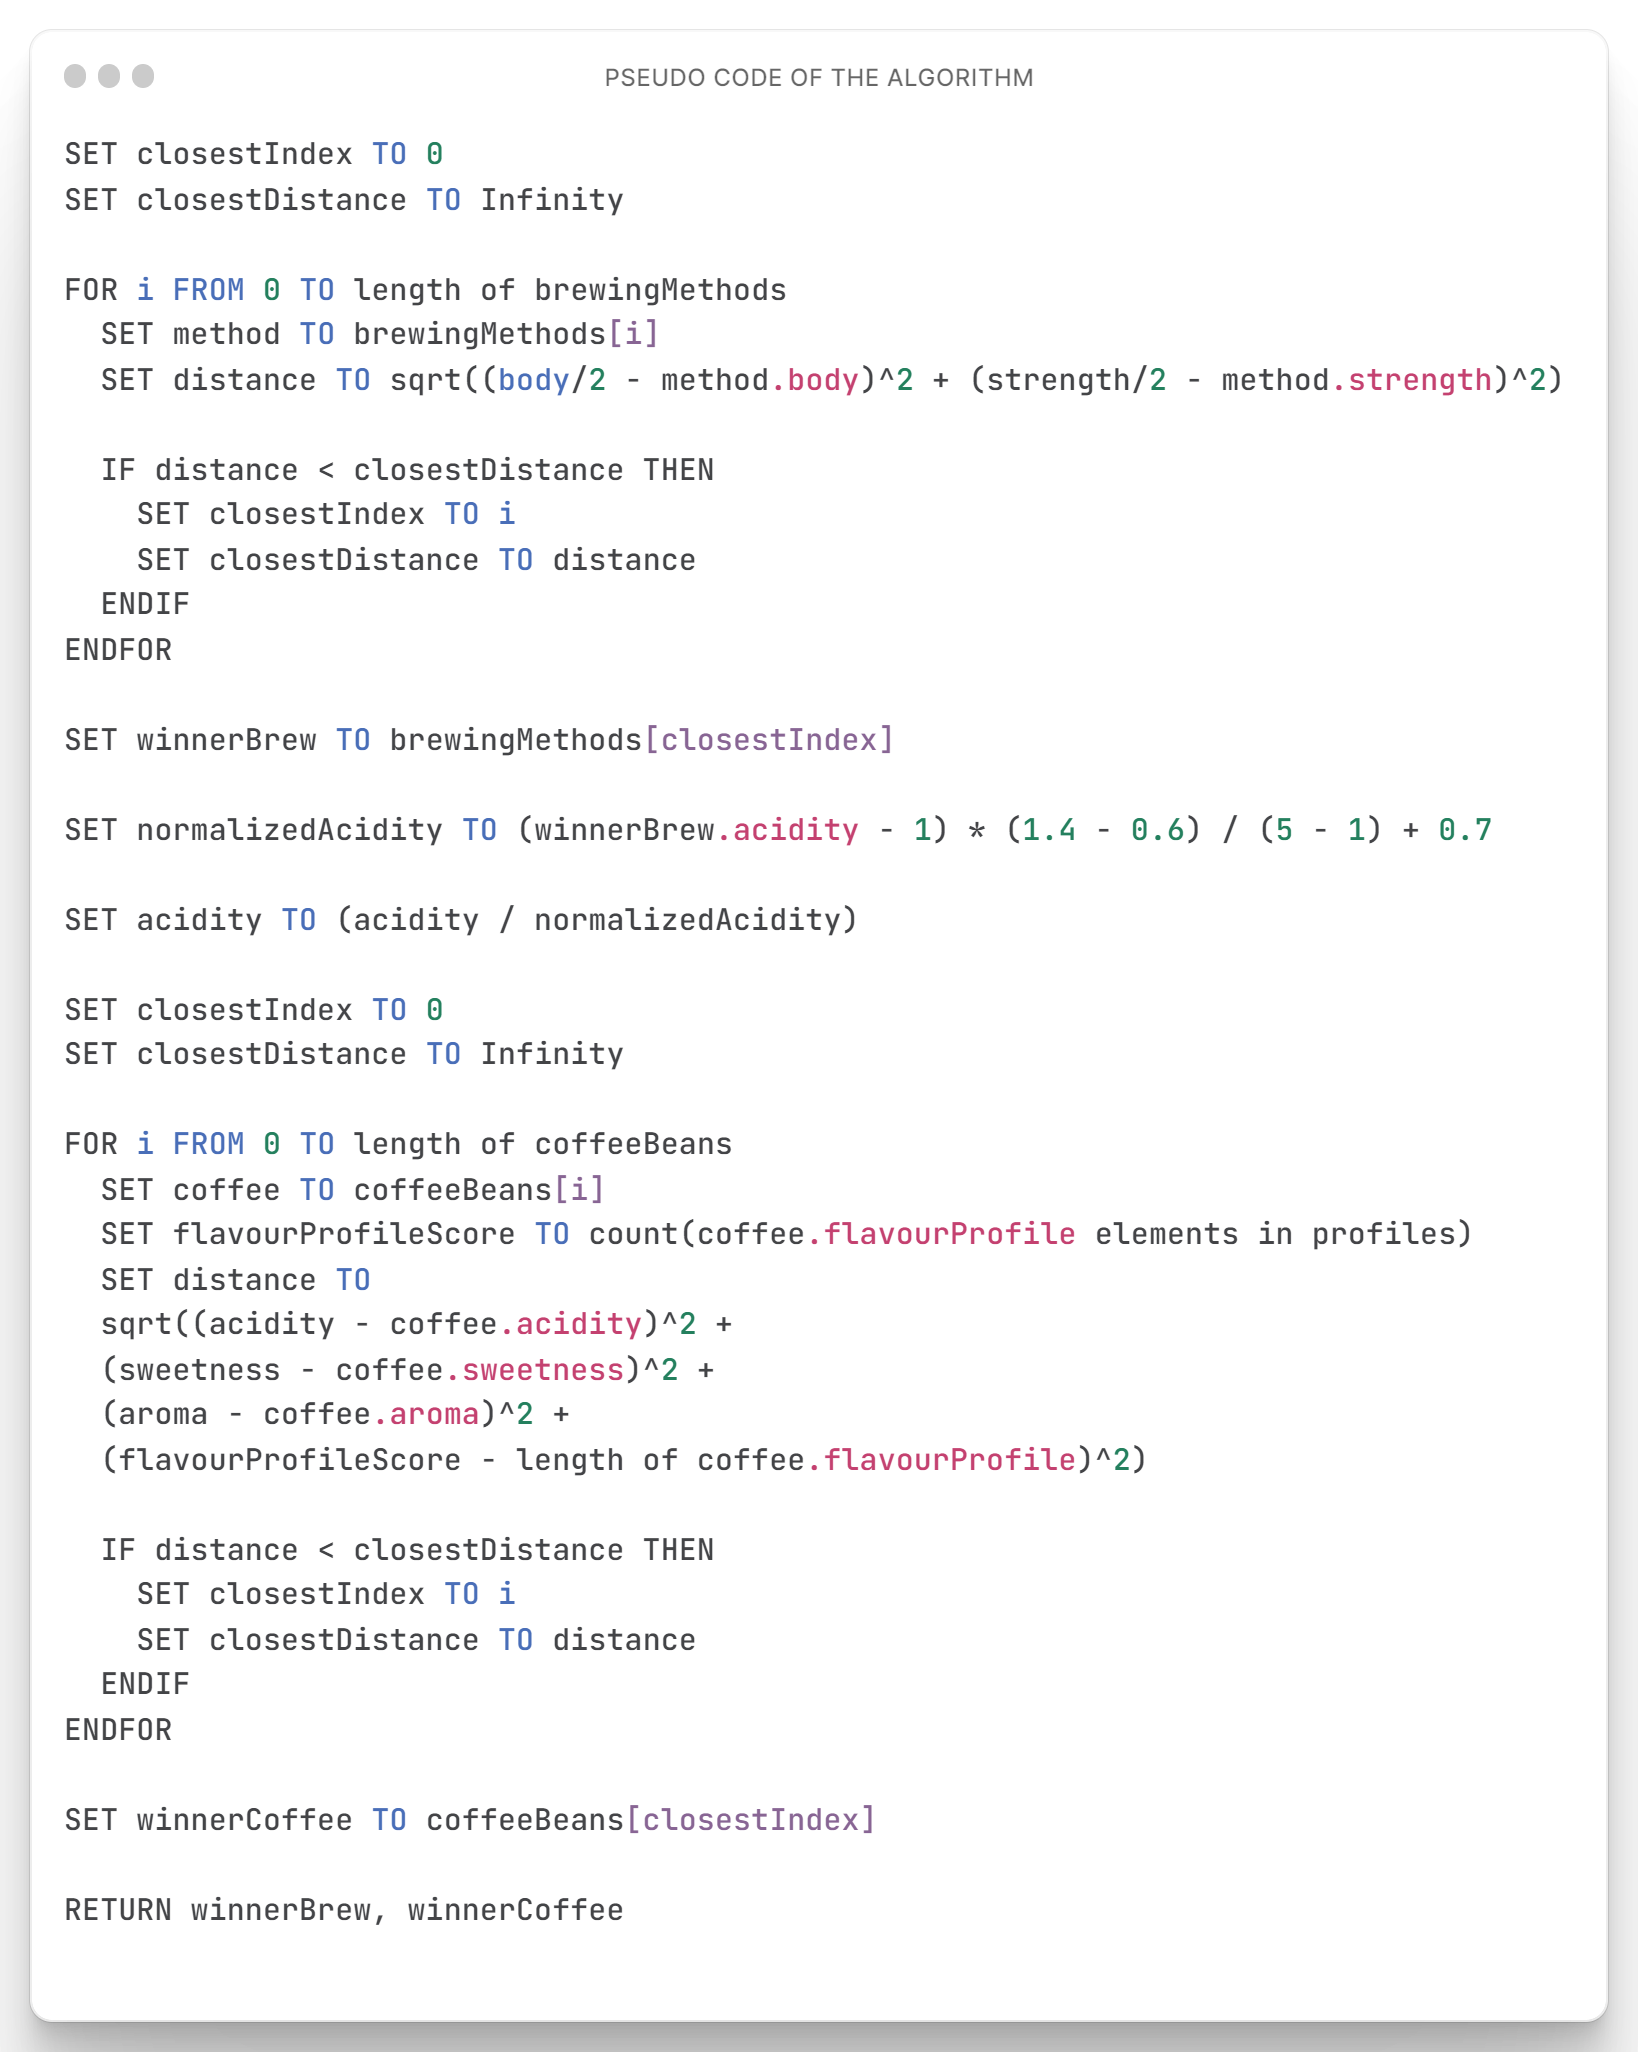 PSEUDO CODE OF THE ALGORITHM
SET closestIndex TO 0
SET closestDistance TO Infinity
FOR i FROM 0 TO length of brewingMethods
SET method TO brewingMethods[i]
SET distance TO sqrt((body/2 - method.body)^2 + (strength/2 - method.strength)^2)
IF distance < closestDistance THEN
SET closestIndex TO i
SET closestDistance TO distance
ENDIF
ENDFOR
SET winnerBrew TO brewingMethods[closestIndex]
SET normalizedAcidity TO (winnerBrew.acidity - 1) * (1.4 - 0.6) / (5 - 1) + 0.7
SET acidity TO (acidity / normalizedAcidity)
SET closestIndex TO 0
SET closestDistance TO Infinity
FOR i FROM 0 TO length of coffeeBeans
SET coffee TO coffeeBeans[i]
SET flavourProfileScore TO count(coffee.flavourProfile elements in profiles)
SET distance TO
sqrt((acidity - coffee.acidity)^2 +
(sweetness - coffee.sweetness)^2 +
(aroma - coffee.aroma)^2 +
(flavourProfileScore - length of coffee.flavourProfile)^2)
IF distance < closestDistance THEN
SET closestIndex TO i
SET closestDistance TO distance
ENDIF
ENDFOR
SET winnerCoffee TO coffeeBeans[closestIndex]
RETURN winnerBrew, winnerCoffee